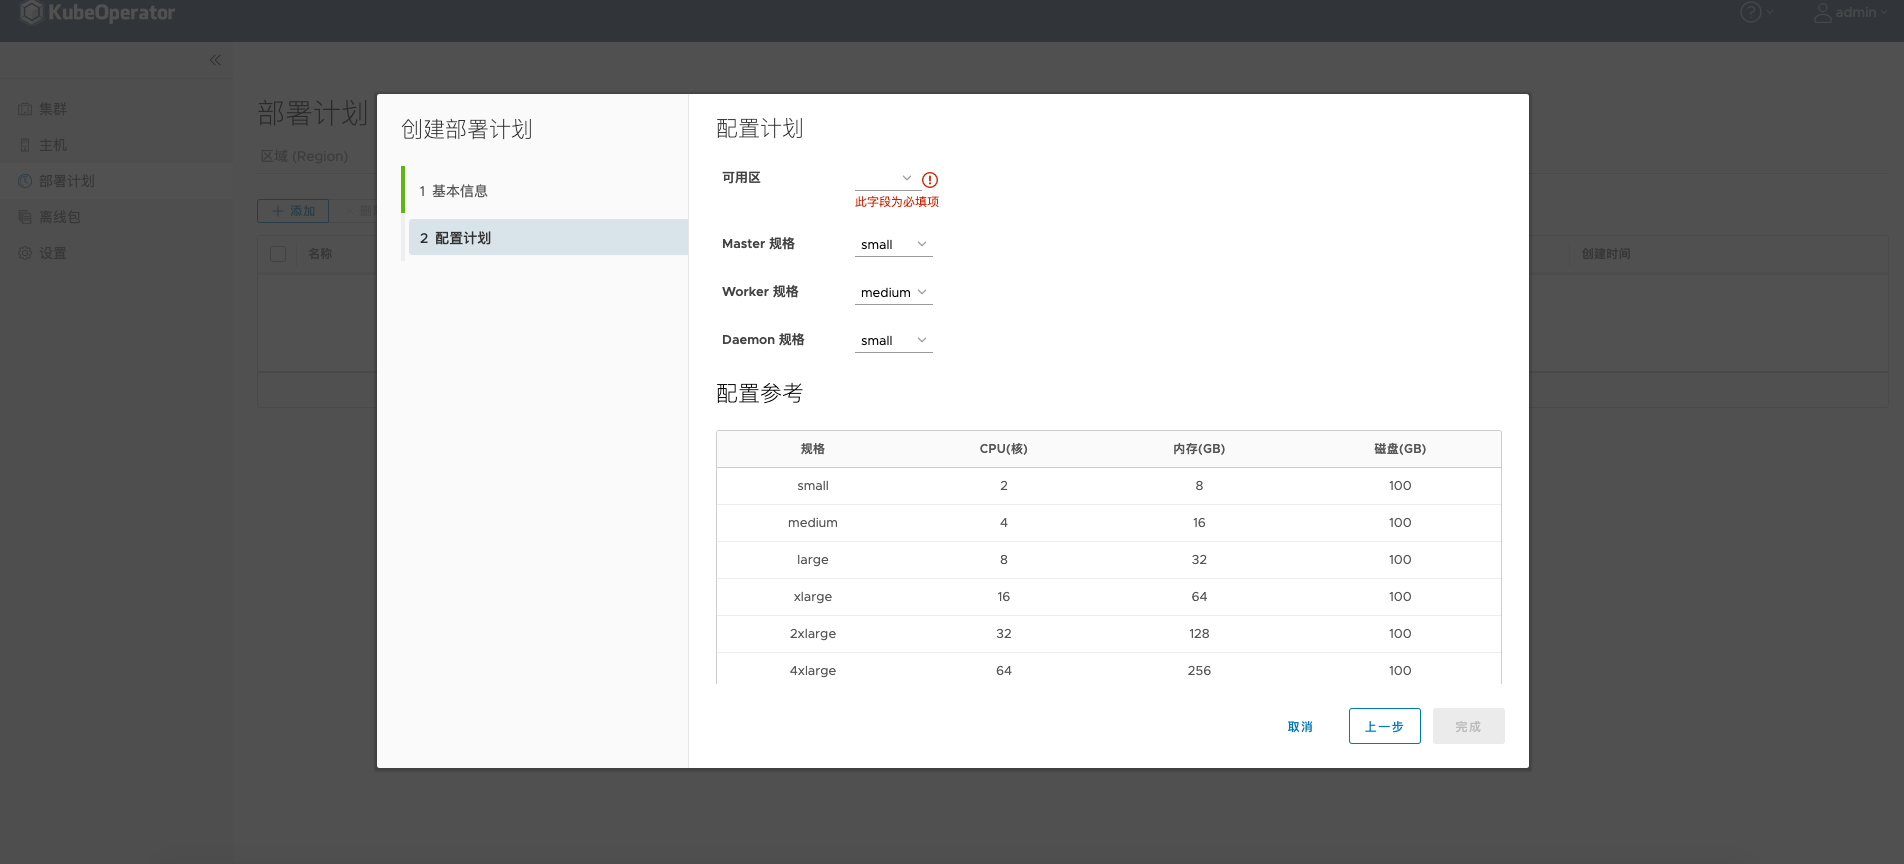 KubeOperator
admin
集群
主机
部署计划
离线包
设置
部署计划
区域 (Region)
添加
名称
创建时间
创建部署计划
1 基本信息
2 配置计划
配置计划
可用区
此字段为必填项
Master 规格 small
Worker 规格 medium
Daemon 规格 small
配置参考
规格 CPU(核) 内存(GB) 磁盘(GB)
small 2 8 100
medium 4 16 100
large 8 32 100
xlarge 16 64 100
2xlarge 32 128 100
4xlarge 64 256 100
取消 上一步 完成